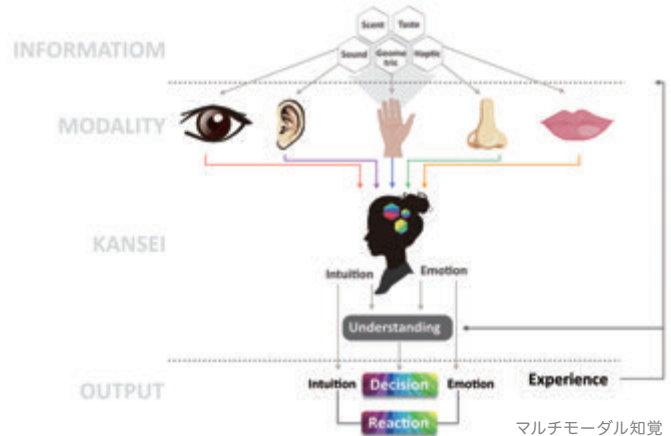 Scent Taste
INFORMATIOM
Sound Geome
tric Haptic
MODALITY
KANSEI
Intuition Emotion
Understanding
OUTPUT
Intuition Decision Emotion
Experience
Reaction
マルチモーダル知覚